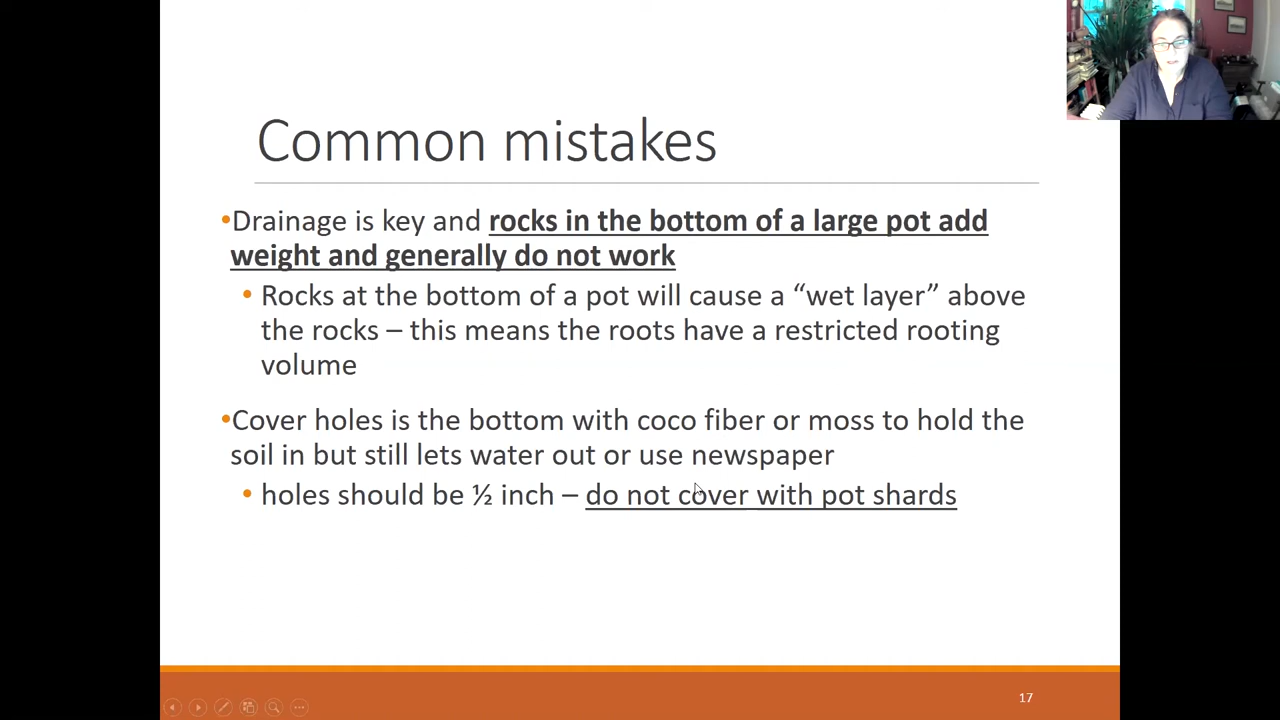 Common mistakes
•Drainage is key and rocks in the bottom of a large pot add
weight and generally do not work
• Rocks at the bottom of a pot will cause a “wet layer” above
the rocks – this means the roots have a restricted rooting
volume
•Cover holes is the bottom with coco fiber or moss to hold the
soil in but still lets water out or use newspaper
• holes should be ½ inch – do not cover with pot shards
17